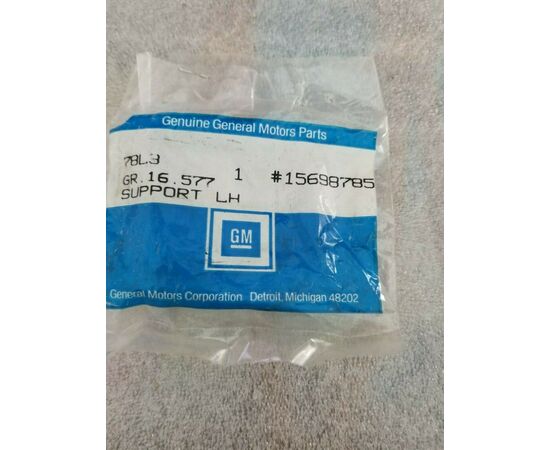 Genuine General Motors Parts
78L3
GR.16.577 1 #15698785
SUPPORT LH
GM
General Motors Corporation Detroit, Michigan 48202